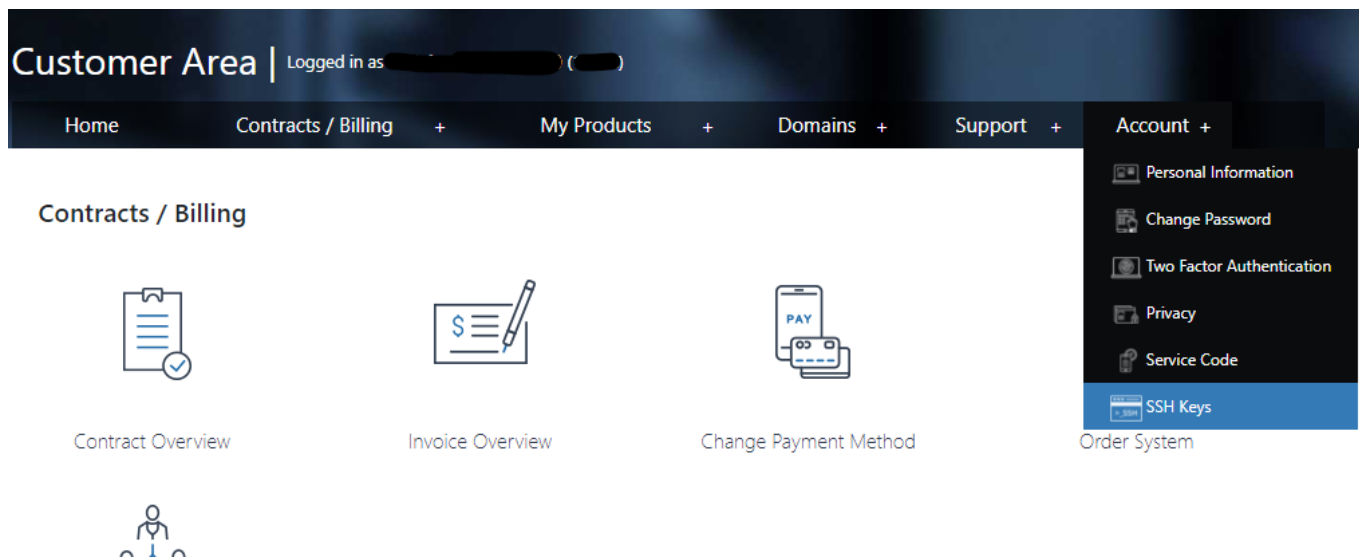 Customer Area | Logged in as ( )
Home Contracts / Billing + My Products + Domains + Support + Account +
Personal Information
Contracts / Billing
Change Password
Two Factor Authentication
Privacy
Service Code
>_SSH SSH Keys
$
PAY
Contract Overview Invoice Overview Change Payment Method Order System